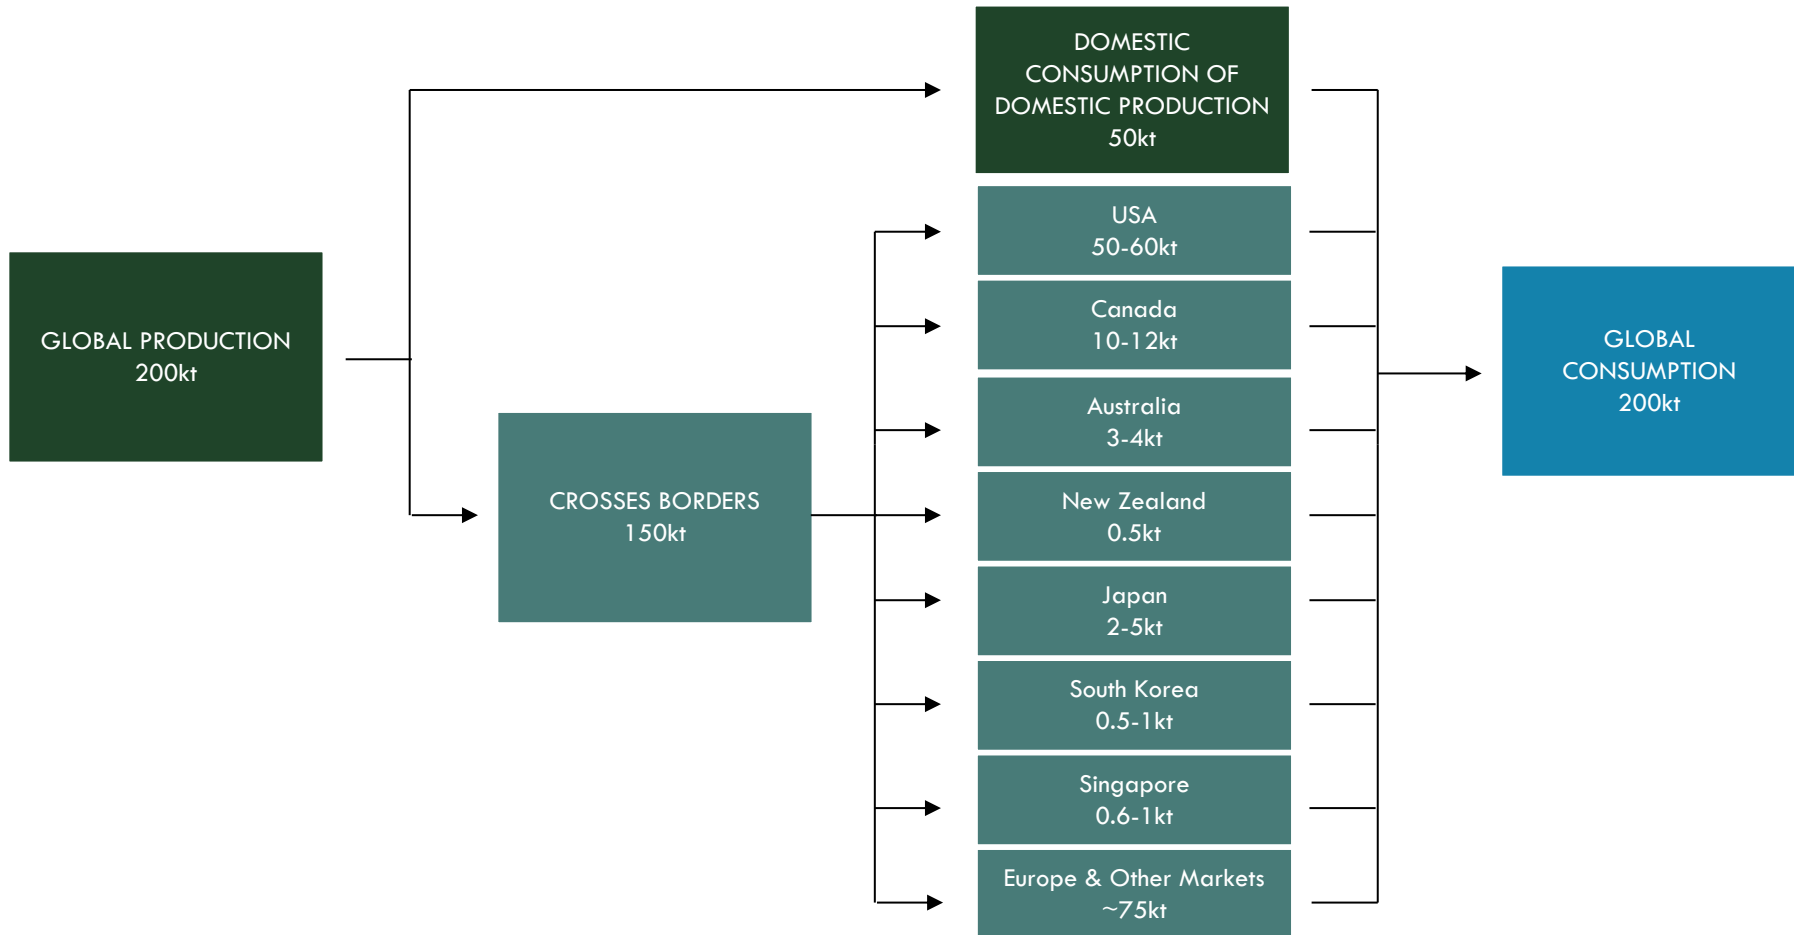 GLOBAL PRODUCTION
200kt
CROSSES BORDERS
150kt
DOMESTIC
CONSUMPTION OF
DOMESTIC PRODUCTION
50kt
USA
50-60kt
Canada
10-12kt
Australia
3-4kt
New Zealand
0.5kt
Japan
2-5kt
South Korea
0.5-1kt
Singapore
0.6-1kt
Europe & Other Markets
~75kt
GLOBAL
CONSUMPTION
200kt